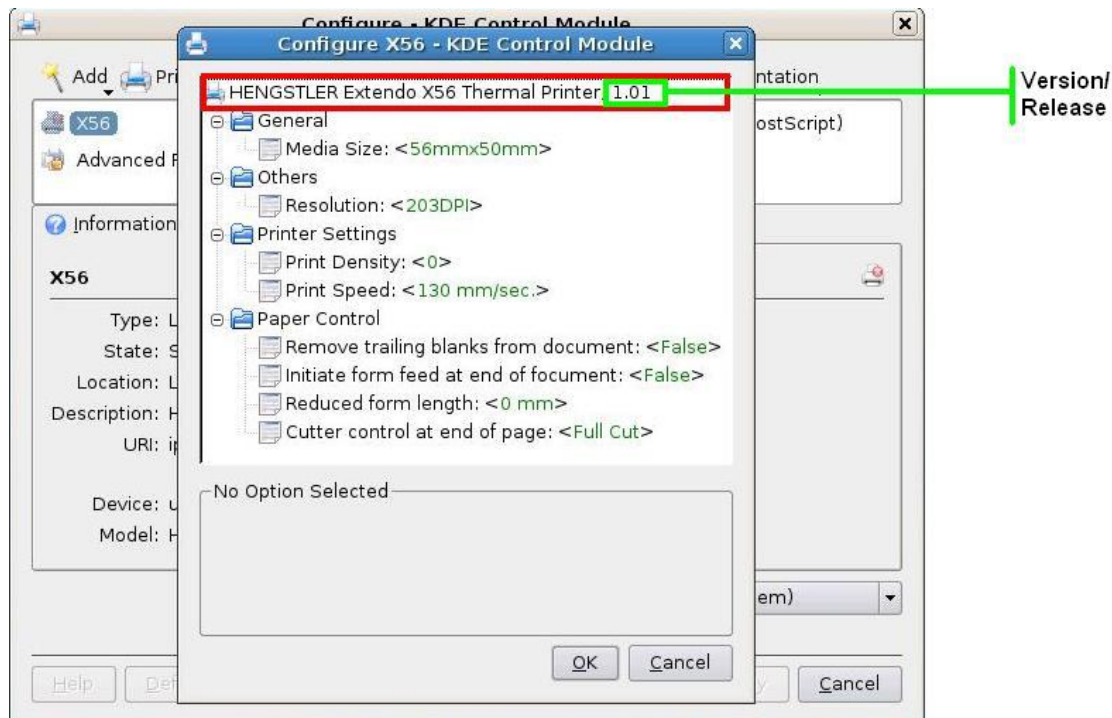 Configure - KDE Control Module
Configure X56 - KDE Control Module
Add
ntation
HENGSTLER Extendo X56 Thermal Printer, 1.01
Version/
Release
X56
ostScript)
General
Media Size: <56mmx50mm>
Advanced
Others
Resolution: <203DPI>
Information
Printer Settings
Print Density: <0>
X56
Print Speed: <130 mm/sec.>
Type:
Paper Control
State:
Remove trailing blanks from document: <False>
Location:
Initiate form feed at end of focument: <False>
Description:
Reduced form length: <0 mm>
URI:
Cutter control at end of page: <Full Cut>
No Option Selected
Device:
Model:
em)
OK
Cancel
Help
Cancel